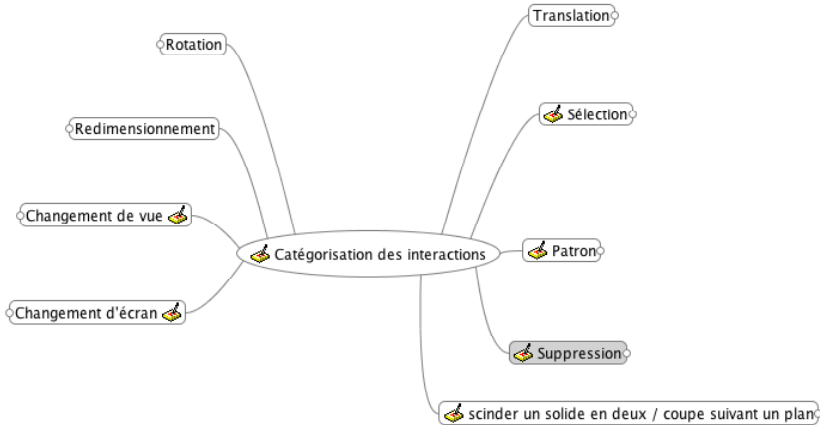 Translation
Rotation
Sélection
Redimensionnement
Changement de vue
Catégorisation des interactions
Patron
Changement d'écran
Suppression
scinder un solide en deux / coupe suivant un plan